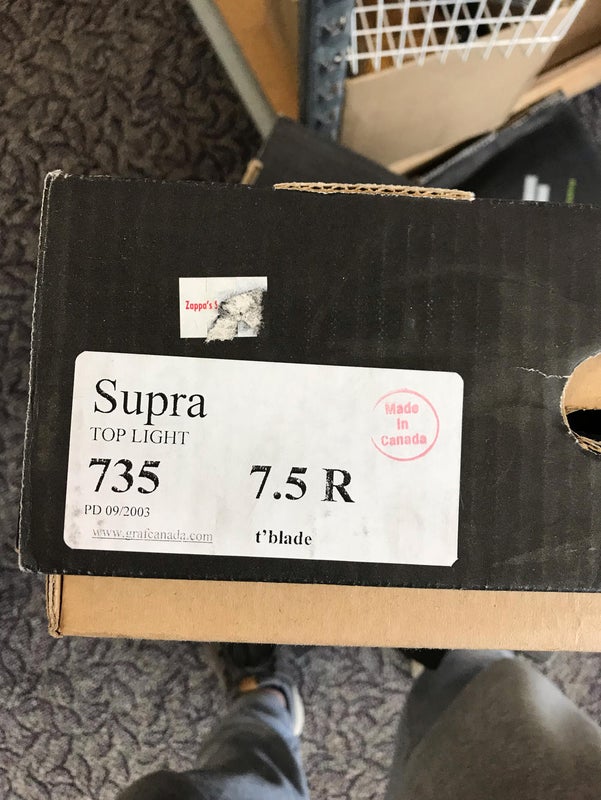 Zappa's S
Supra
TOP LIGHT
735
7.5 R
PD 09/2003
www.grafcanada.com
t'blade
Made
In
Canada